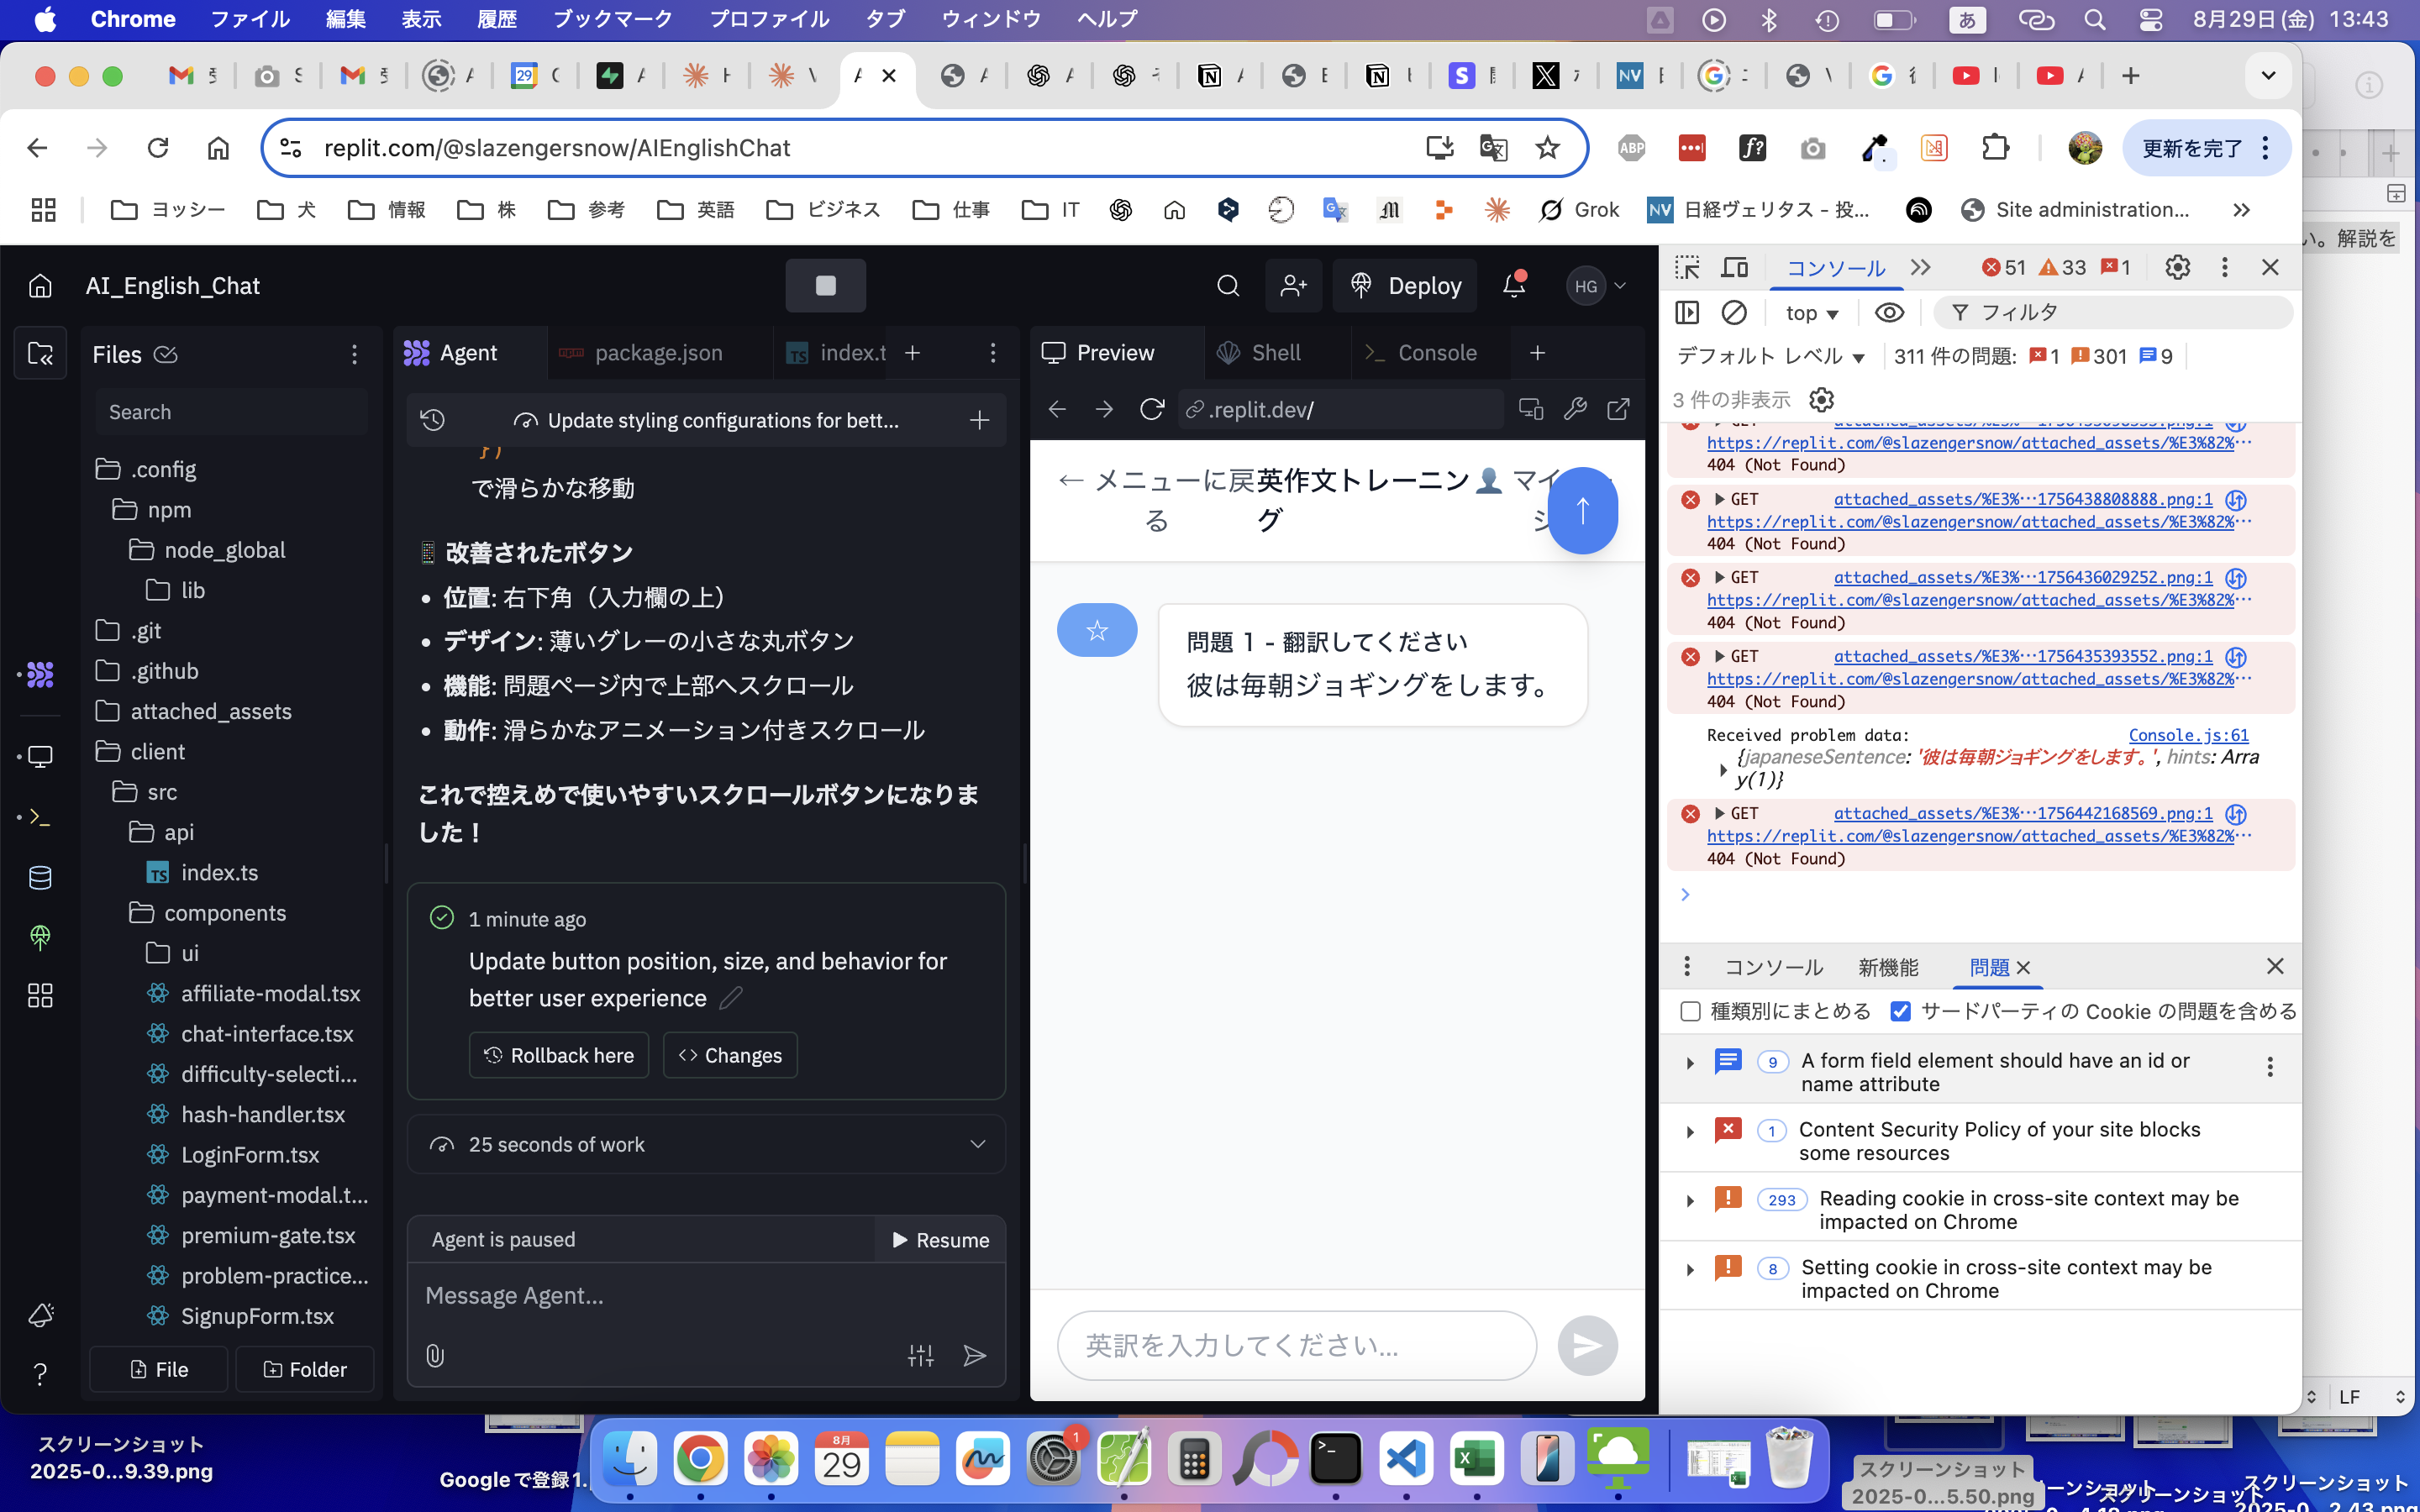 Chrome ファイル 編集 表示 履歴 ブックマーク プロファイル タブ ウィンドウ ヘルプ
あ 8月29日(金) 13:43
replit.com/@slazengersnow/AIEnglishChat
ABP f? 更新を完了
ヨッシー 犬 情報 株 参考 英語 ビジネス 仕事 IT Grok NV 日経ヴェリタス - 投... Site administration... »
い。解説を
AI_English_Chat
Deploy
HG
Files
Search
.config
npm
node_global
lib
.git
.github
attached_assets
client
src
api
TS index.ts
components
ui
affiliate-modal.tsx
chat-interface.tsx
difficulty-selecti...
hash-handler.tsx
LoginForm.tsx
payment-modal.t...
premium-gate.tsx
problem-practice...
SignupForm.tsx
File Folder
Agent package.json TS index.t
Update styling configurations for bett...
})
で滑らかな移動
改善されたボタン
• 位置: 右下角（入力欄の上）
• デザイン: 薄いグレーの小さな丸ボタン
• 機能: 問題ページ内で上部へスクロール
• 動作: 滑らかなアニメーション付きスクロール
これで控えめで使いやすいスクロールボタンになりま
した！
1 minute ago
Update button position, size, and behavior for
better user experience
Rollback here <> Changes
25 seconds of work
Agent is paused Resume
Message Agent...
Preview Shell Console
.replit.dev/
← メニューに戻
る
英作文トレーニン
グ
マイ
ジ
↑
☆
問題 1 - 翻訳してください
彼は毎朝ジョギングをします。
英訳を入力してください...
コンソール » 51 33 1
top フィルタ
デフォルト レベル 311 件の問題: 1 301 9
3 件の非表示
https://replit.com/@slazengersnow/attached_assets/%E3%82%…
404 (Not Found)
GET attached_assets/%E3%…1756438808888.png:1
https://replit.com/@slazengersnow/attached_assets/%E3%82%…
404 (Not Found)
GET attached_assets/%E3%…1756436029252.png:1
https://replit.com/@slazengersnow/attached_assets/%E3%82%…
404 (Not Found)
GET attached_assets/%E3%…1756435393552.png:1
https://replit.com/@slazengersnow/attached_assets/%E3%82%…
404 (Not Found)
Received problem data: Console.js:61
{japaneseSentence: '彼は毎朝ジョギングをします。', hints: Arra
y(1)}
GET attached_assets/%E3%…1756442168569.png:1
https://replit.com/@slazengersnow/attached_assets/%E3%82%…
404 (Not Found)
コンソール 新機能 問題
種類別にまとめる サードパーティの Cookie の問題を含める
9 A form field element should have an id or
name attribute
1 Content Security Policy of your site blocks
some resources
293 Reading cookie in cross-site context may be
impacted on Chrome
8 Setting cookie in cross-site context may be
impacted on Chrome
LF
スクリーンショット
2025-0...9.39.png
Googleで登録1.
8月
29
1
スクリーンショット
2025-0...5.50.png